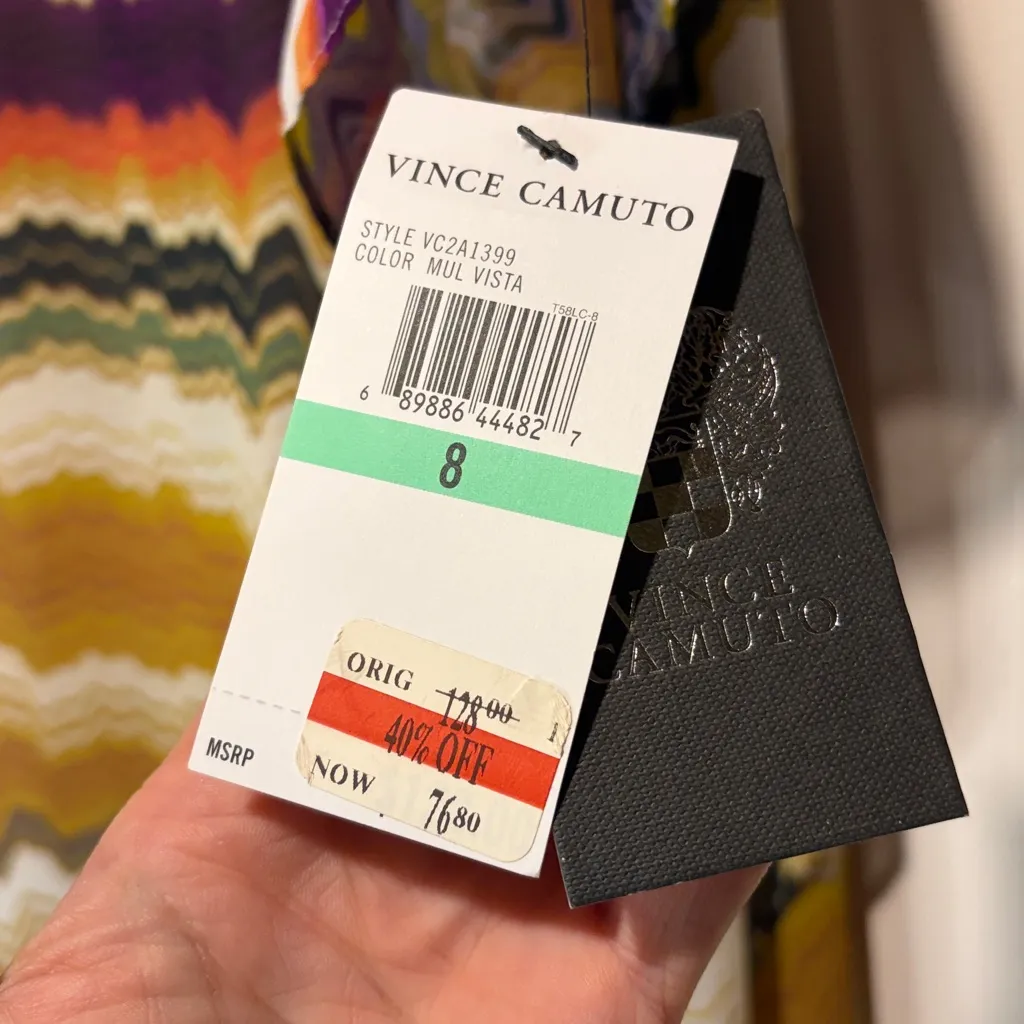 VINCE CAMUTO
STYLE VC2A1399
COLOR MUL VISTA
T58LC-8
6 89886 44482 7
8
ORIG 128 00
40% OFF
NOW 76 80
MSRP
VINCE
CAMUTO